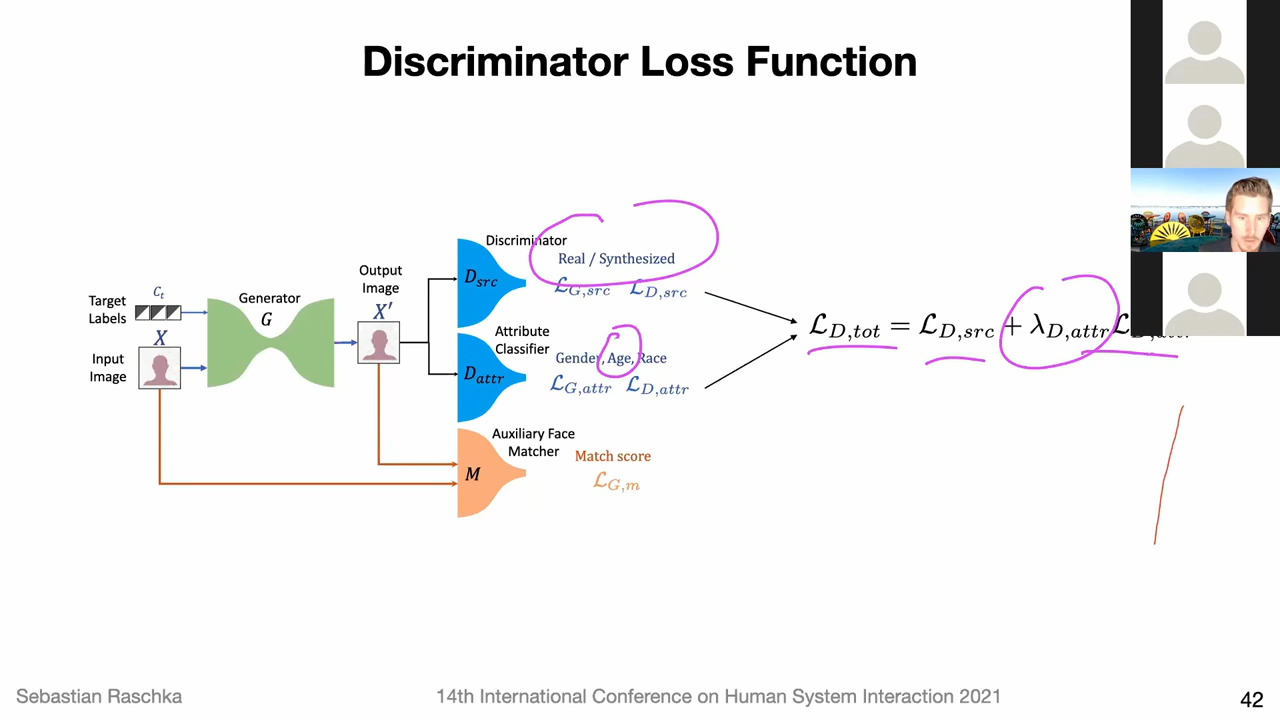 Discriminator Loss Function
Discriminator
Real / Synthesized
D_src
L_G,src L_D,src
Output
Image
X′
Target
Labels
C_t
Generator
G
X
Input
Image
Attribute
Classifier
Gender, Age, Race
D_attr
L_G,attr L_D,attr
L_D,tot = L_D,src + λ_D,attr
Auxiliary Face
Matcher
Match score
M
L_G,m
Sebastian Raschka
14th International Conference on Human System Interaction 2021
42